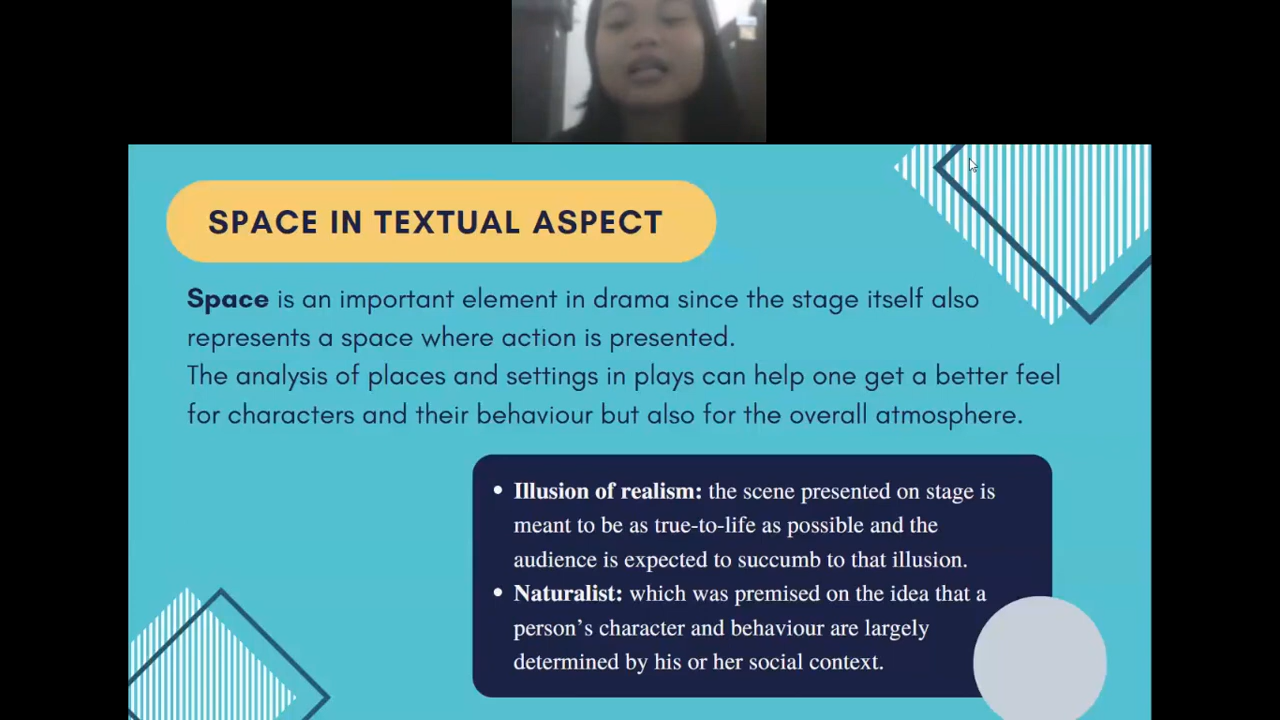 SPACE IN TEXTUAL ASPECT
Space is an important element in drama since the stage itself also
represents a space where action is presented.
The analysis of places and settings in plays can help one get a better feel
for characters and their behaviour but also for the overall atmosphere.
• Illusion of realism: the scene presented on stage is
meant to be as true-to-life as possible and the
audience is expected to succumb to that illusion.
• Naturalist: which was premised on the idea that a
person’s character and behaviour are largely
determined by his or her social context.